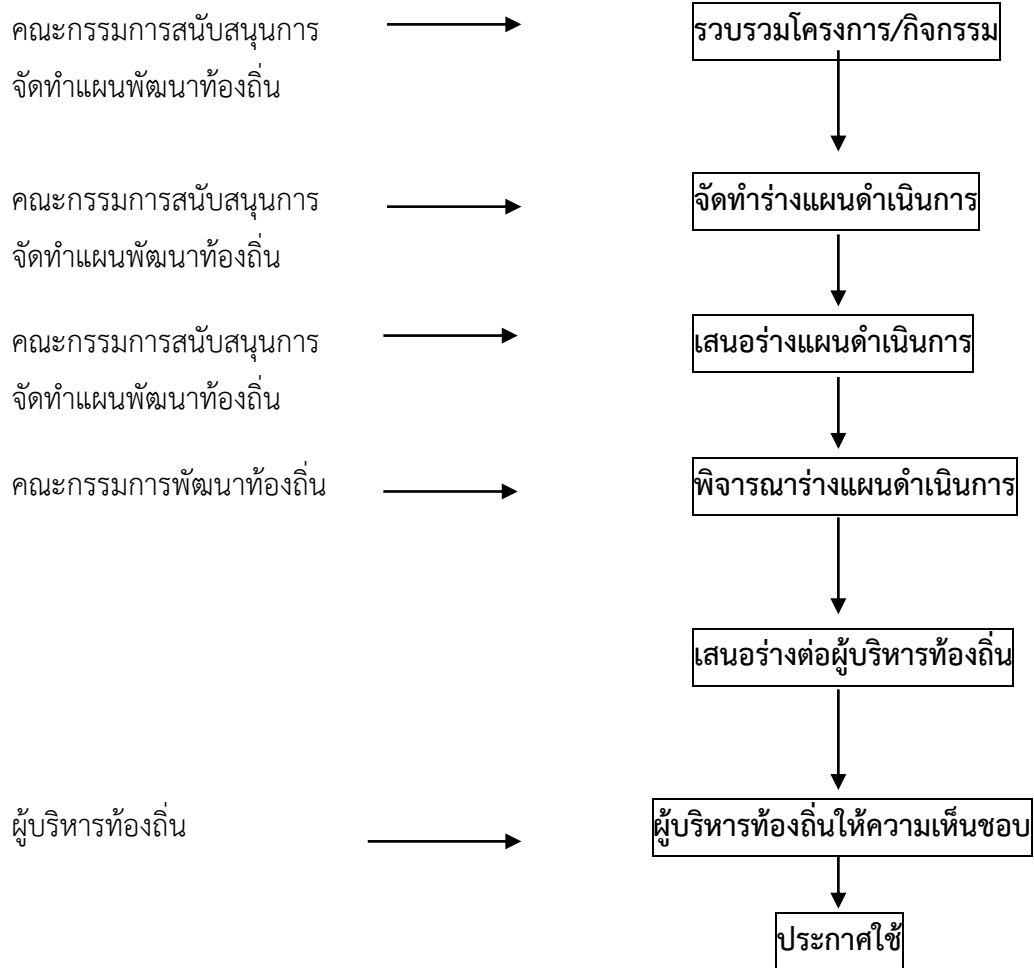 คณะกรรมการสนับสนุนการ
จัดทำแผนพัฒนาท้องถิ่น
รวบรวมโครงการ/กิจกรรม
คณะกรรมการสนับสนุนการ
จัดทำแผนพัฒนาท้องถิ่น
จัดทำร่างแผนดำเนินการ
คณะกรรมการสนับสนุนการ
จัดทำแผนพัฒนาท้องถิ่น
เสนอร่างแผนดำเนินการ
คณะกรรมการพัฒนาท้องถิ่น
พิจารณาร่างแผนดำเนินการ
เสนอร่างต่อผู้บริหารท้องถิ่น
ผู้บริหารท้องถิ่น
ผู้บริหารท้องถิ่นให้ความเห็นชอบ
ประกาศใช้